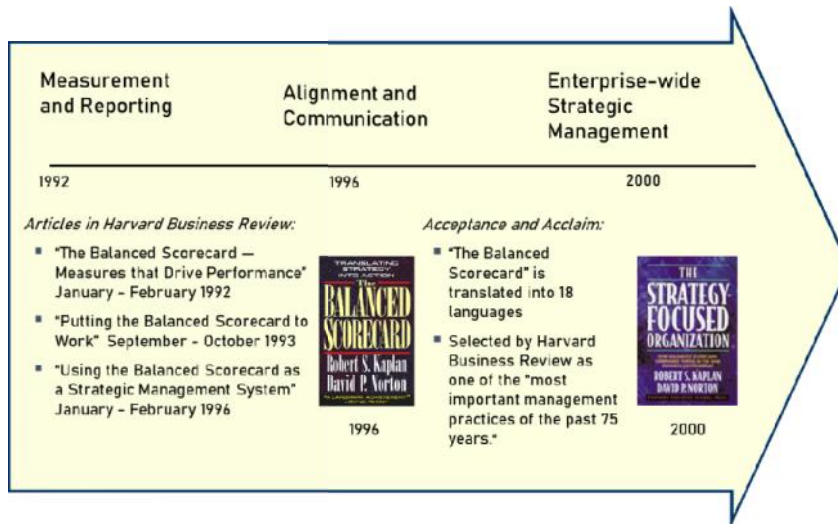 Measurement
and Reporting
Alignment and
Communication
Enterprise-wide
Strategic
Management
1992
1996
2000
Articles in Harvard Business Review:
"The Balanced Scorecard —
Measures that Drive Performance"
January - February 1992
"Putting the Balanced Scorecard to
Work" September - October 1993
"Using the Balanced Scorecard as
a Strategic Management System"
January - February 1996
TRANSLATING
STRATEGY
INTO ACTION
The
BALANCED
SCORECARD
Robert S. Kaplan
David P. Norton
1996
Acceptance and Acclaim:
"The Balanced
Scorecard" is
translated into 18
languages
Selected by Harvard
Business Review as
one of the "most
important management
practices of the past 75
years."
THE
STRATEGY-
FOCUSED
ORGANIZATION
ROBERT S. KAPLAN
DAVID P. NORTON
2000